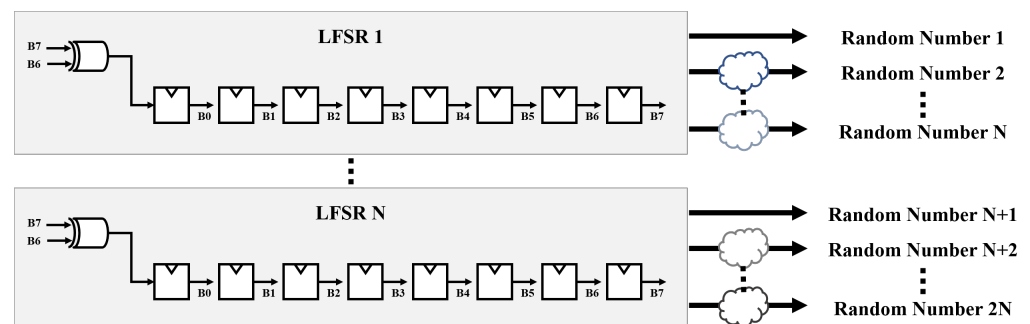 LFSR 1
B7
B6
B0
B1
B2
B3
B4
B5
B6
B7
Random Number 1
Random Number 2
Random Number N
LFSR N
B7
B6
B0
B1
B2
B3
B4
B5
B6
B7
Random Number N+1
Random Number N+2
Random Number 2N